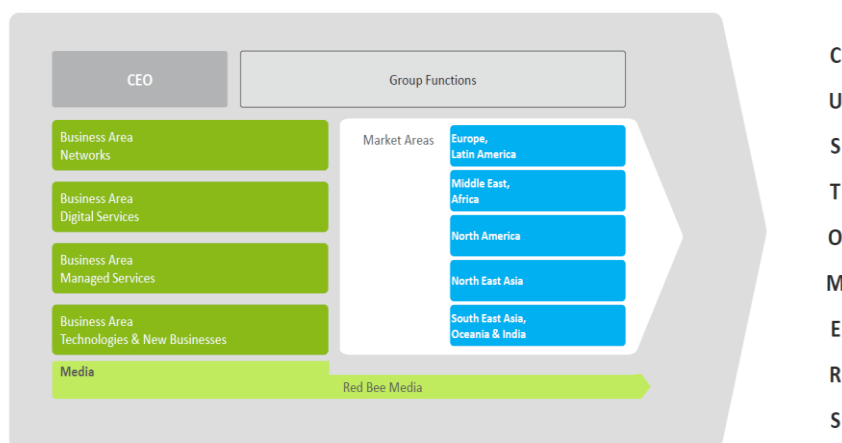 CEO
Group Functions
Business Area
Networks
Business Area
Digital Services
Business Area
Managed Services
Business Area
Technologies & New Businesses
Media
Market Areas
Europe,
Latin America
Middle East,
Africa
North America
North East Asia
South East Asia,
Oceania & India
Red Bee Media
C
U
S
T
O
M
E
R
S